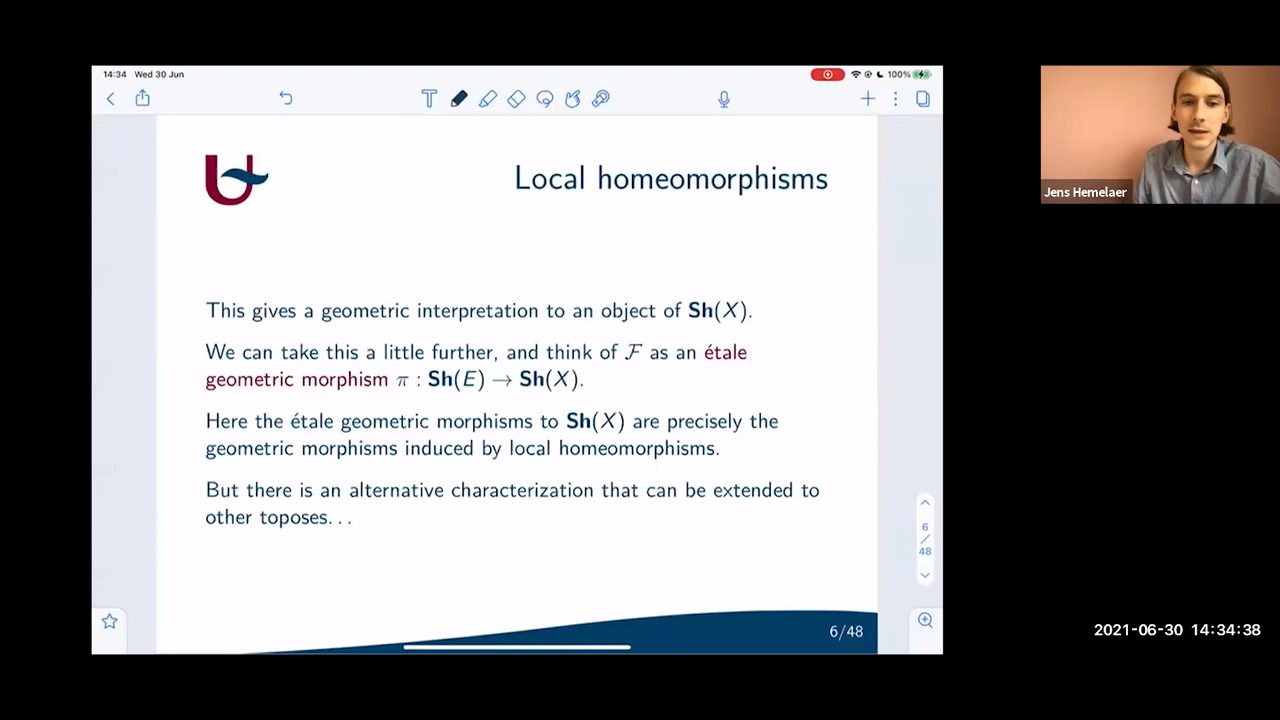 14:34 Wed 30 Jun
100%
Local homeomorphisms
This gives a geometric interpretation to an object of Sh(X).
We can take this a little further, and think of ℱ as an étale
geometric morphism π : Sh(E) → Sh(X).
Here the étale geometric morphisms to Sh(X) are precisely the
geometric morphisms induced by local homeomorphisms.
But there is an alternative characterization that can be extended to
other toposes...
6
/
48
6/48
Jens Hemelaer
2021-06-30 14:34:38